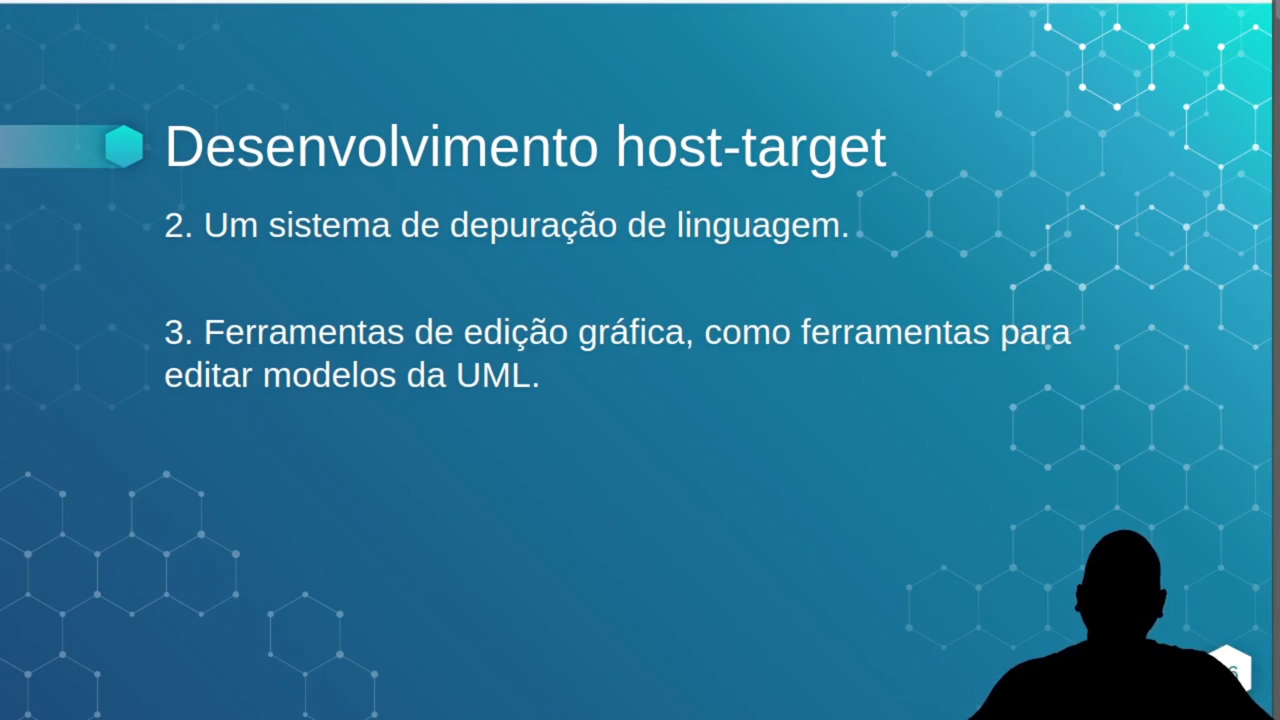 Desenvolvimento host-target
2. Um sistema de depuração de linguagem.
3. Ferramentas de edição gráfica, como ferramentas para
editar modelos da UML.